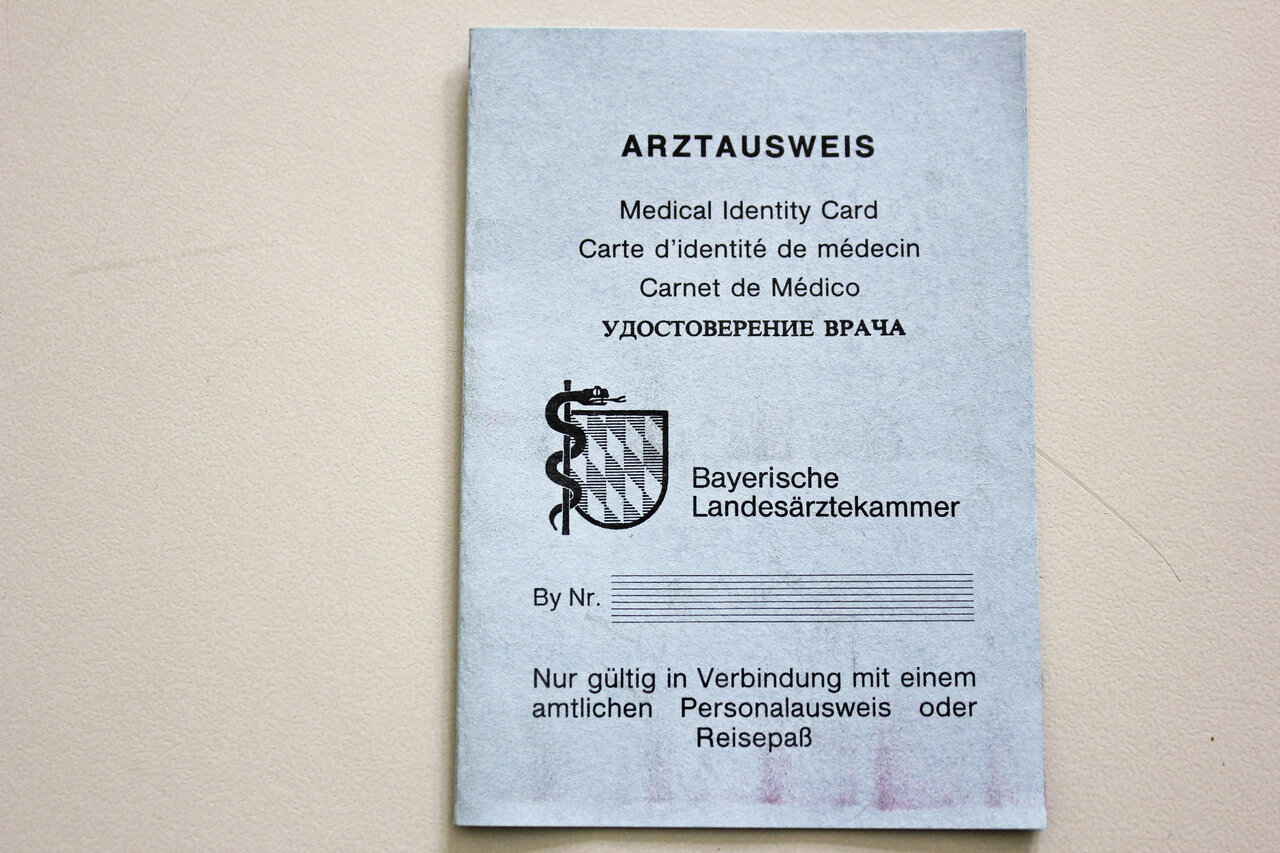 ARZTAUSWEIS
Medical Identity Card
Carte d'identité de médecin
Carnet de Médico
УДОСТОВЕРЕНИЕ ВРАЧА
Bayerische
Landesärztekammer
By Nr.
Nur gültig in Verbindung mit einem
amtlichen Personalausweis oder
Reisepaß